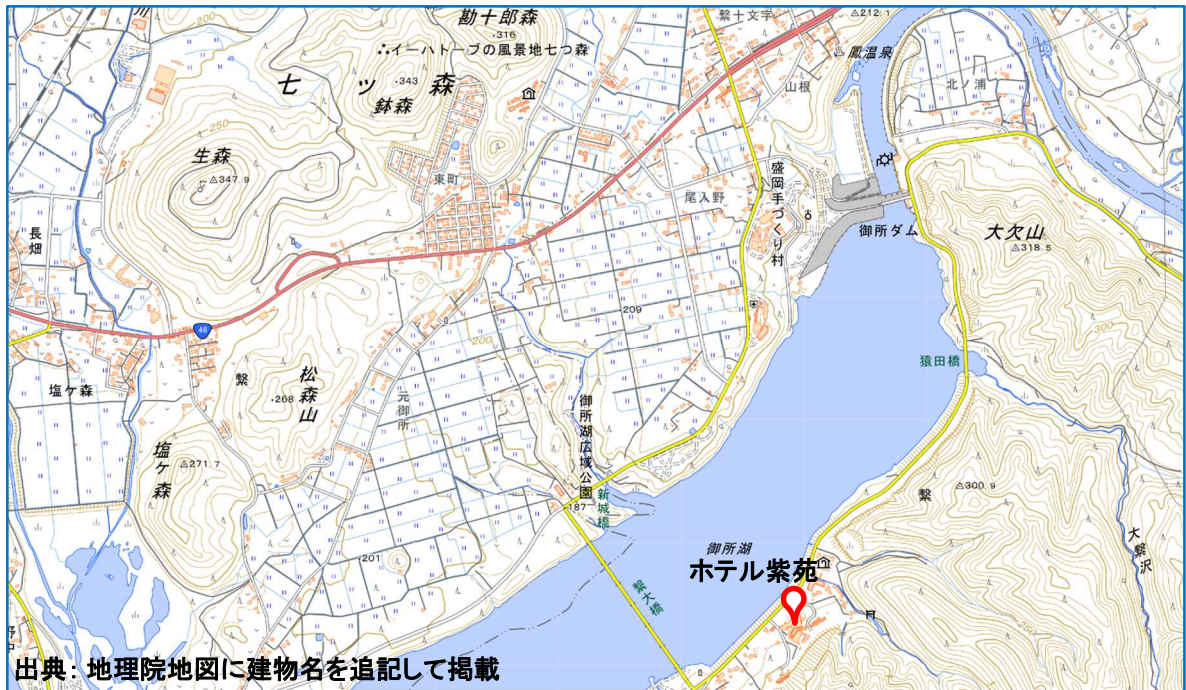 勘十郎森
・316
∴イーハトーブの風景地七つ森
繋十文字
△212.1
鳳温泉
七ツ森
・343
鉢森
山根
北ノ浦
250
生森
△347.9
東町
尾入野
盛岡手づくり村
御所ダム
大欠山
△318.5
長畑
・209
300
46
200
猿田橋
塩ケ森
繋
松森山
・268
元御所
御所湖広域公園
塩ケ森
△271.7
新城橋
・187
繋
△300.9
大繋沢
・201
御所湖
ホテル紫苑
繋大橋
出典：地理院地図に建物名を追記して掲載